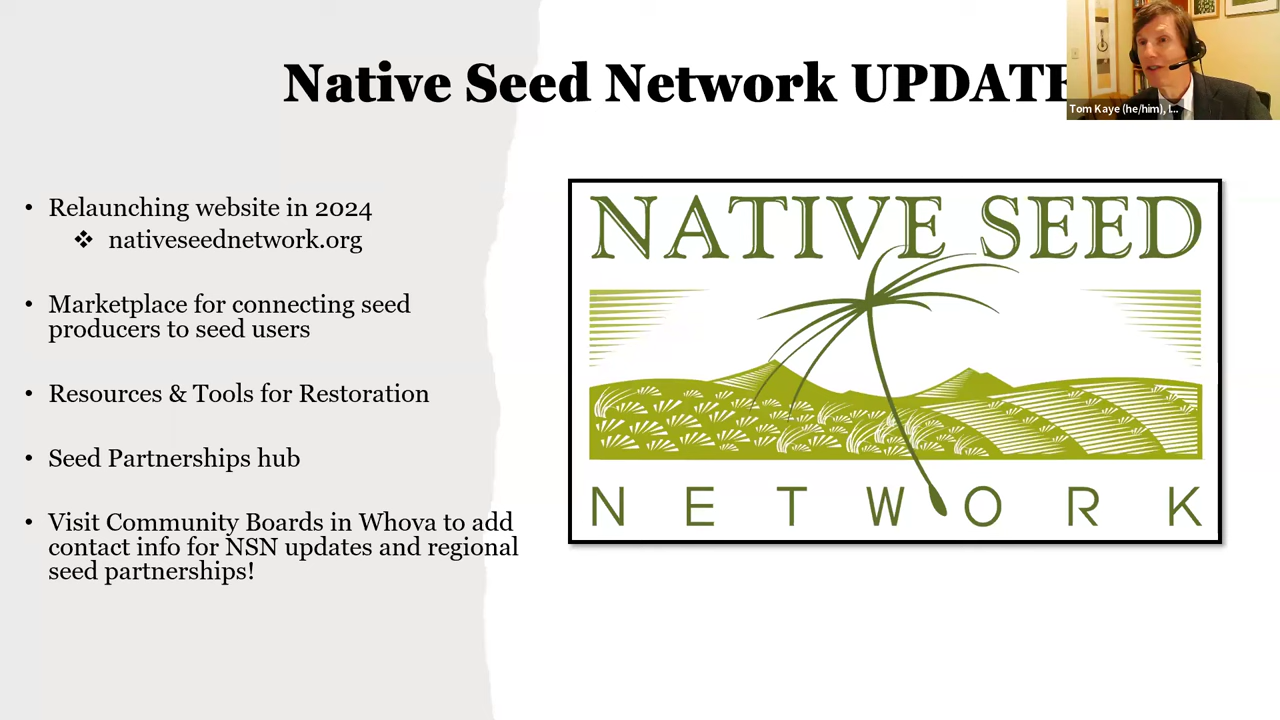 Native Seed Network UPDATE
Tom Kaye (he/him), I...
• Relaunching website in 2024
❖ nativeseednetwork.org
• Marketplace for connecting seed
producers to seed users
• Resources & Tools for Restoration
• Seed Partnerships hub
• Visit Community Boards in Whova to add
contact info for NSN updates and regional
seed partnerships!
NATIVE SEED
NETWORK